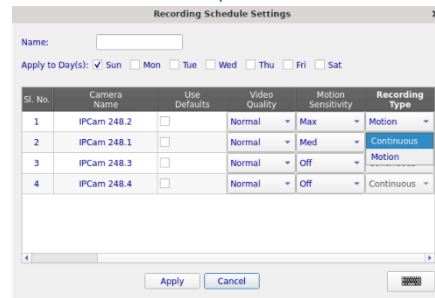 Recording Schedule Settings
Name:
Apply to Day(s): Sun Mon Tue Wed Thu Fri Sat
Sl. No. Camera Name Use Defaults Video Quality Motion Sensitivity Recording Type
1 IPCam 248.2 Normal Max Motion
2 IPCam 248.1 Normal Med Continuous
Motion
3 IPCam 248.3 Normal Off
4 IPCam 248.4 Normal Off Continuous
Apply Cancel